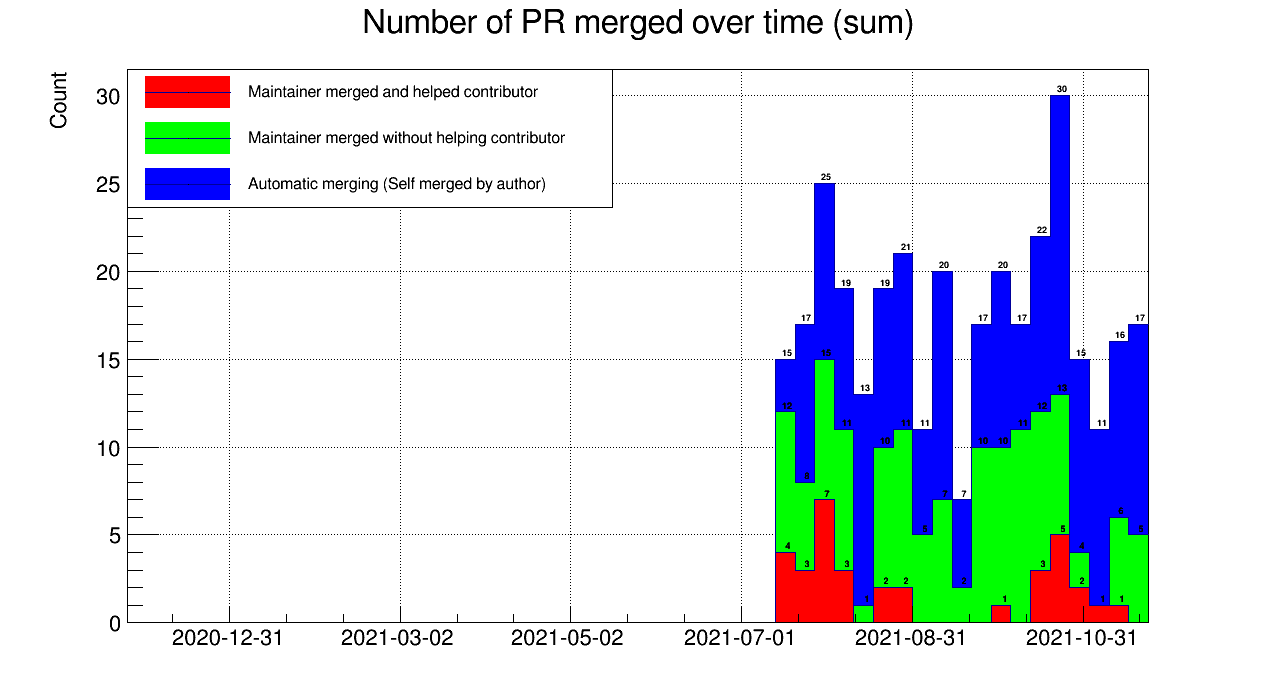 Number of PR merged over time (sum)
Count
Maintainer merged and helped contributor
Maintainer merged without helping contributor
Automatic merging (Self merged by author)
30
25
20
15
10
5
0
15 17 25 19 13 19 21 11 20 7 17 20 17 22 30 15 11 16 17
12 8 15 11 1 10 11 5 7 2 10 10 11 12 13 4 1 6 5
4 3 7 3 2 2 1 3 5 2 1
2020-12-31 2021-03-02 2021-05-02 2021-07-01 2021-08-31 2021-10-31